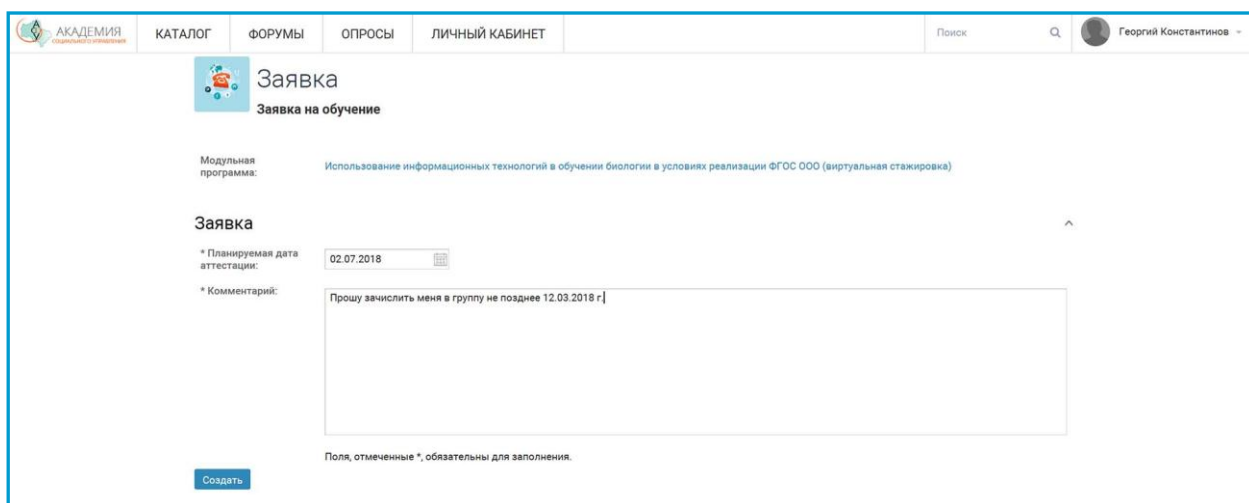 АКАДЕМИЯ
СОЦИАЛЬНОГО УПРАВЛЕНИЯ
КАТАЛОГ
ФОРУМЫ
ОПРОСЫ
ЛИЧНЫЙ КАБИНЕТ
Поиск
Георгий Константинов
Заявка
Заявка на обучение
Модульная
программа:
Использование информационных технологий в обучении биологии в условиях реализации ФГОС ООО (виртуальная стажировка)
Заявка
* Планируемая дата
аттестации:
02.07.2018
* Комментарий:
Прошу зачислить меня в группу не позднее 12.03.2018 г.
Поля, отмеченные *, обязательны для заполнения.
Создать